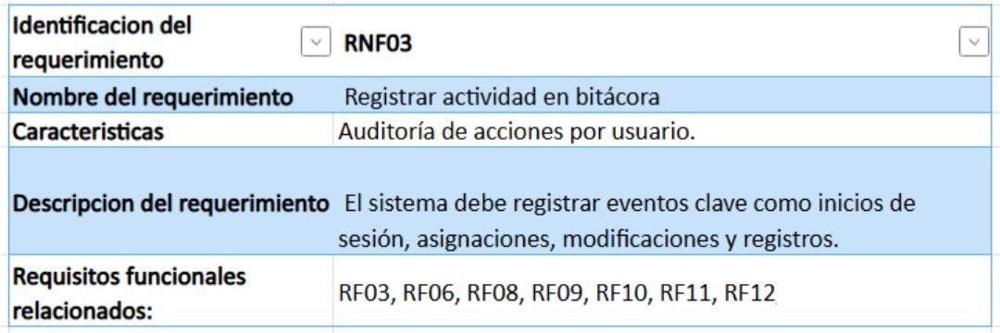 Identificacion del
requerimiento
RNF03
Nombre del requerimiento
Registrar actividad en bitácora
Caracteristicas
Auditoría de acciones por usuario.
Descripcion del requerimiento
El sistema debe registrar eventos clave como inicios de
sesión, asignaciones, modificaciones y registros.
Requisitos funcionales
relacionados:
RF03, RF06, RF08, RF09, RF10, RF11, RF12